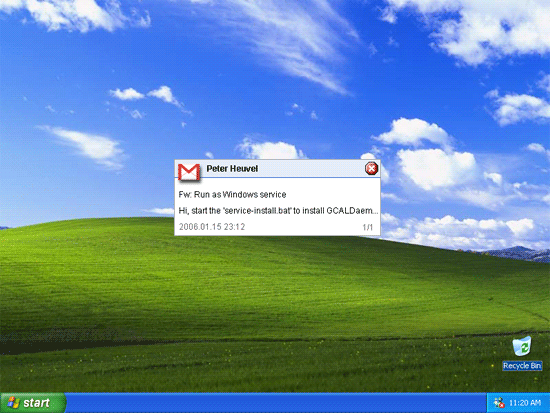 Peter Heuvel
Fw: Run as Windows service
Hi, start the 'service-install.bat' to install GCALDaem...
2006.01.15 23:12 1/1
Recycle Bin
start 11:20 AM